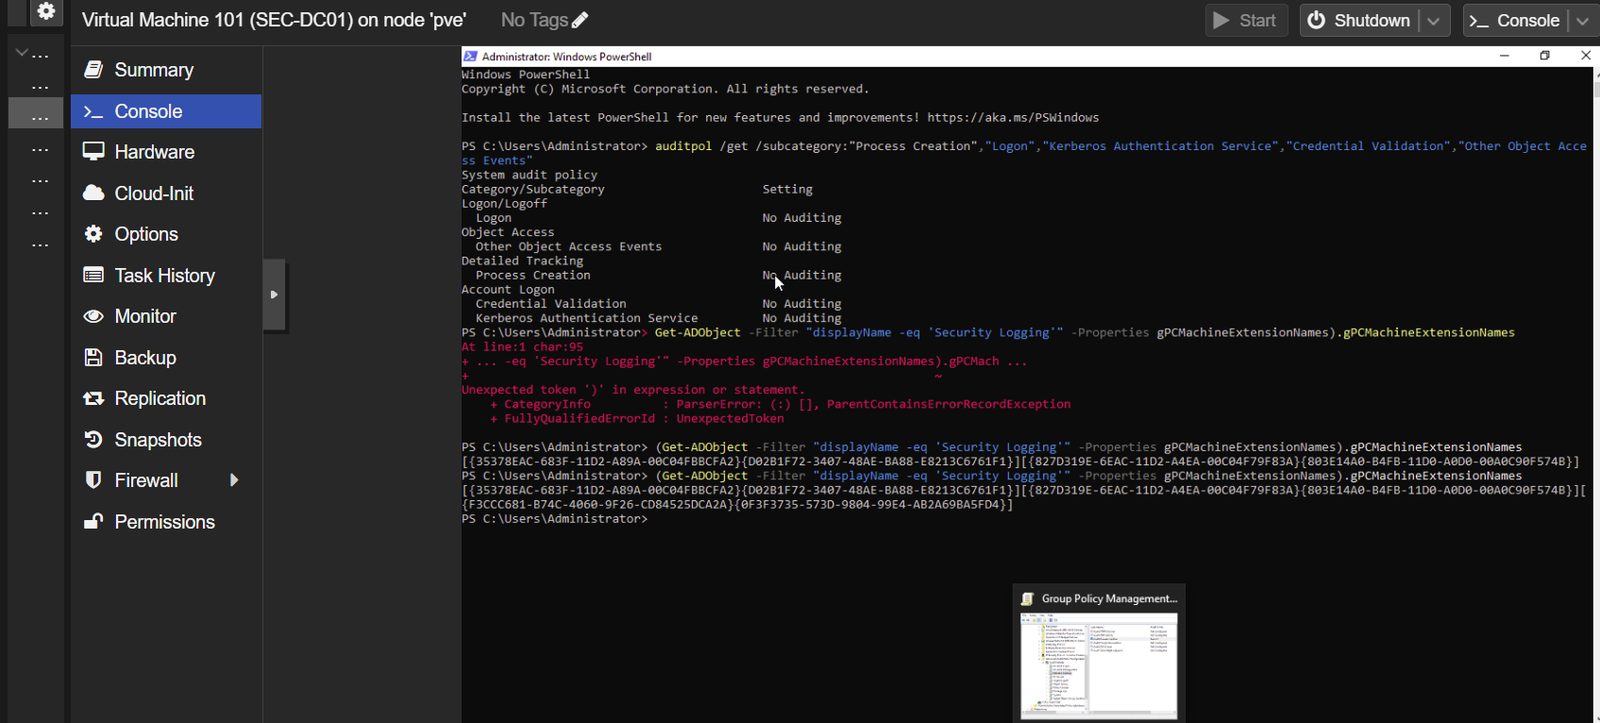 Virtual Machine 101 (SEC-DC01) on node 'pve'
No Tags
Start
Shutdown
Console
Summary
Console
Hardware
Cloud-Init
Options
Task History
Monitor
Backup
Replication
Snapshots
Firewall
Permissions
Administrator: Windows PowerShell
Windows PowerShell
Copyright (C) Microsoft Corporation. All rights reserved.
Install the latest PowerShell for new features and improvements! https://aka.ms/PSWindows
PS C:\Users\Administrator> auditpol /get /subcategory:"Process Creation","Logon","Kerberos Authentication Service","Credential Validation","Other Object Acce
ss Events"
System audit policy
Category/Subcategory                      Setting
Logon/Logoff
  Logon                                   No Auditing
Object Access
  Other Object Access Events              No Auditing
Detailed Tracking
  Process Creation                        No Auditing
Account Logon
  Credential Validation                   No Auditing
  Kerberos Authentication Service         No Auditing
PS C:\Users\Administrator> Get-ADObject -Filter "displayName -eq 'Security Logging'" -Properties gPCMachineExtensionNames).gPCMachineExtensionNames
At line:1 char:95
+ ... -eq 'Security Logging'" -Properties gPCMachineExtensionNames).gPCMach ...
+                                                                 ~
Unexpected token ')' in expression or statement.
    + CategoryInfo          : ParserError: (:) [], ParentContainsErrorRecordException
    + FullyQualifiedErrorId : UnexpectedToken
PS C:\Users\Administrator> (Get-ADObject -Filter "displayName -eq 'Security Logging'" -Properties gPCMachineExtensionNames).gPCMachineExtensionNames
[{35378EAC-683F-11D2-A89A-00C04FBBCFA2}{D02B1F72-3407-48AE-BA88-E8213C6761F1}][{827D319E-6EAC-11D2-A4EA-00C04F79F83A}{803E14A0-B4FB-11D0-A0D0-00A0C90F574B}]
PS C:\Users\Administrator> (Get-ADObject -Filter "displayName -eq 'Security Logging'" -Properties gPCMachineExtensionNames).gPCMachineExtensionNames
[{35378EAC-683F-11D2-A89A-00C04FBBCFA2}{D02B1F72-3407-48AE-BA88-E8213C6761F1}][{827D319E-6EAC-11D2-A4EA-00C04F79F83A}{803E14A0-B4FB-11D0-A0D0-00A0C90F574B}][
{F3CCC681-B74C-4060-9F26-CD84525DCA2A}{0F3F3735-573D-9804-99E4-AB2A69BA5FD4}]
PS C:\Users\Administrator>
Group Policy Management...